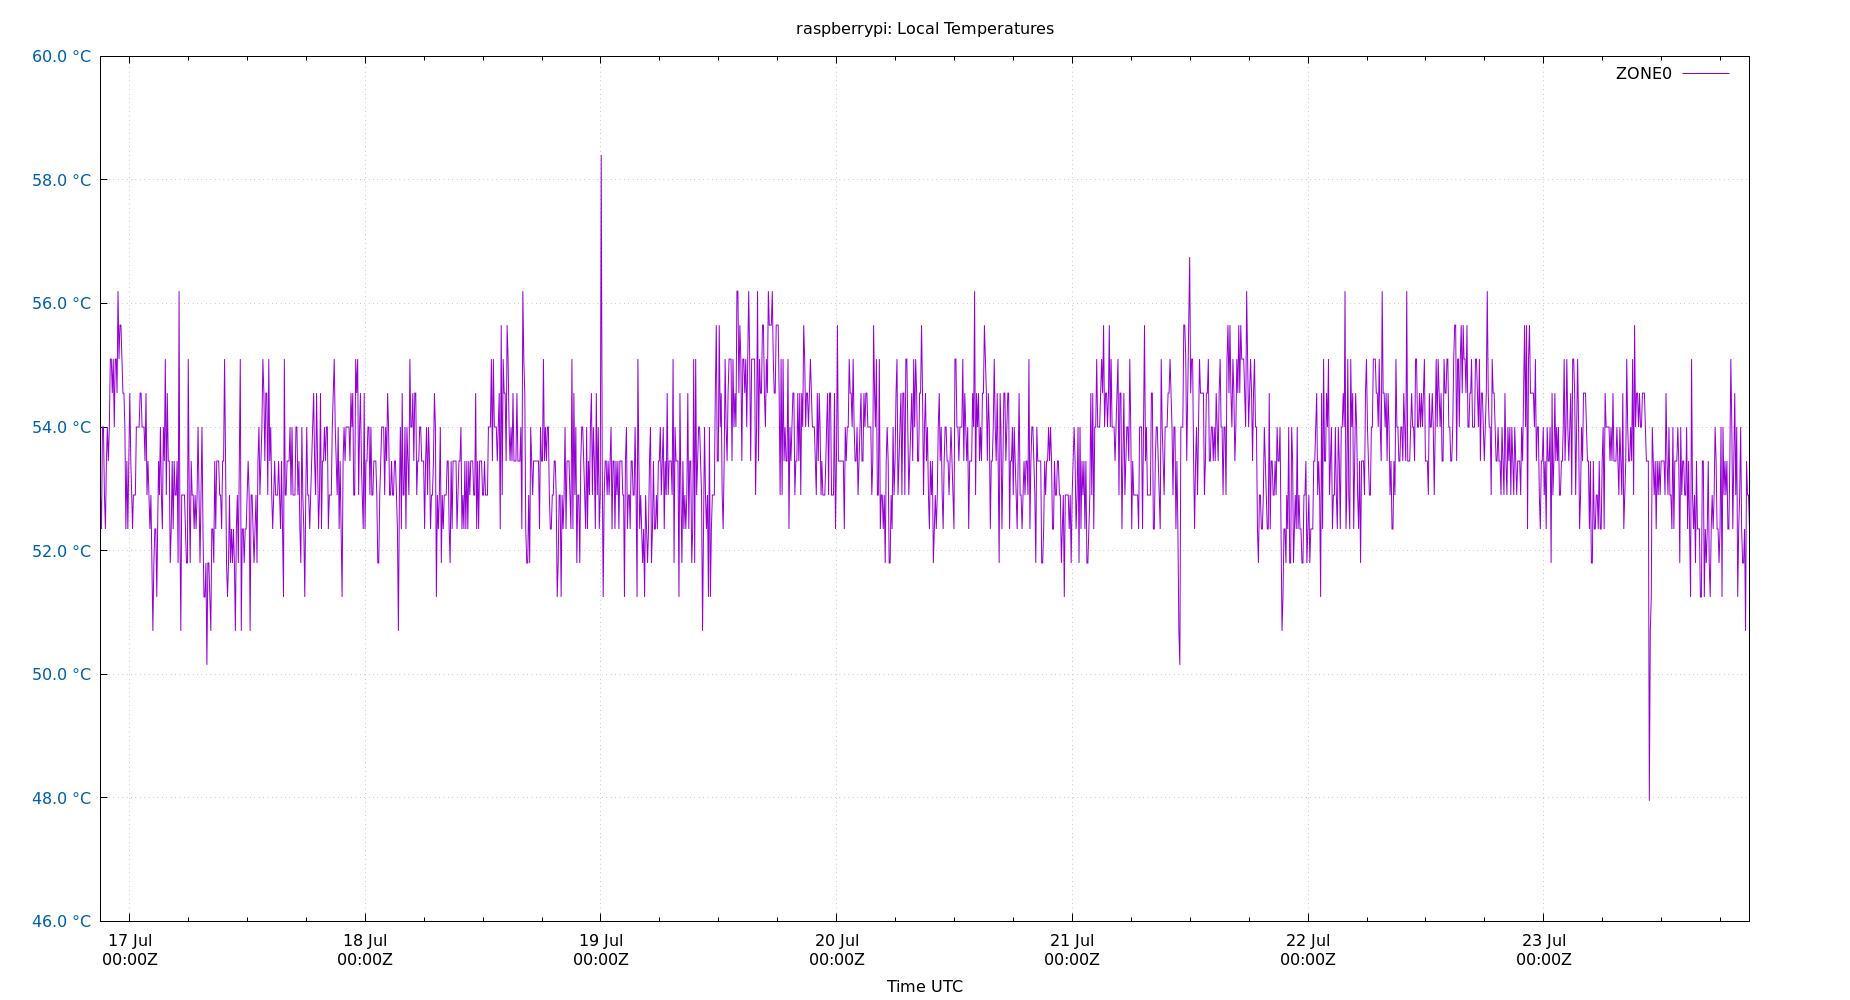 raspberrypi: Local Temperatures
60.0 °C
ZONE0
58.0 °C
56.0 °C
54.0 °C
52.0 °C
50.0 °C
48.0 °C
46.0 °C
17 Jul 18 Jul 19 Jul 20 Jul 21 Jul 22 Jul 23 Jul
00:00Z 00:00Z 00:00Z 00:00Z 00:00Z 00:00Z 00:00Z
Time UTC